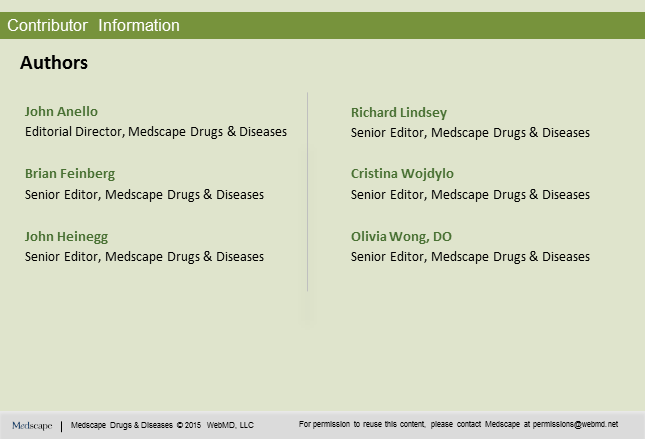 Contributor Information
Authors
John Anello
Editorial Director, Medscape Drugs & Diseases
Brian Feinberg
Senior Editor, Medscape Drugs & Diseases
John Heinegg
Senior Editor, Medscape Drugs & Diseases
Richard Lindsey
Senior Editor, Medscape Drugs & Diseases
Cristina Wojdylo
Senior Editor, Medscape Drugs & Diseases
Olivia Wong, DO
Senior Editor, Medscape Drugs & Diseases
Medscape | Medscape Drugs & Diseases © 2015 WebMD, LLC
For permission to reuse this content, please contact Medscape at permissions@webmd.net